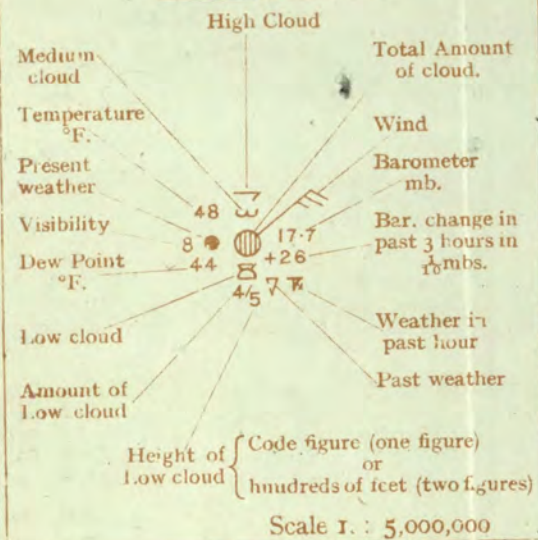 High Cloud
Medium
cloud
Total Amount
of cloud.
Temperature
°F.
Wind
Present
weather
Barometer
mb.
48
Visibility
8
17·7
Bar. change in
past 3 hours in
1/10 mbs.
Dew Point
°F.
44
+26
4/5
Low cloud
Weather in
past hour
Amount of
Low cloud
Past weather
Height of
Low cloud
Code figure (one figure)
or
hundreds of feet (two figures)
Scale 1. : 5,000,000